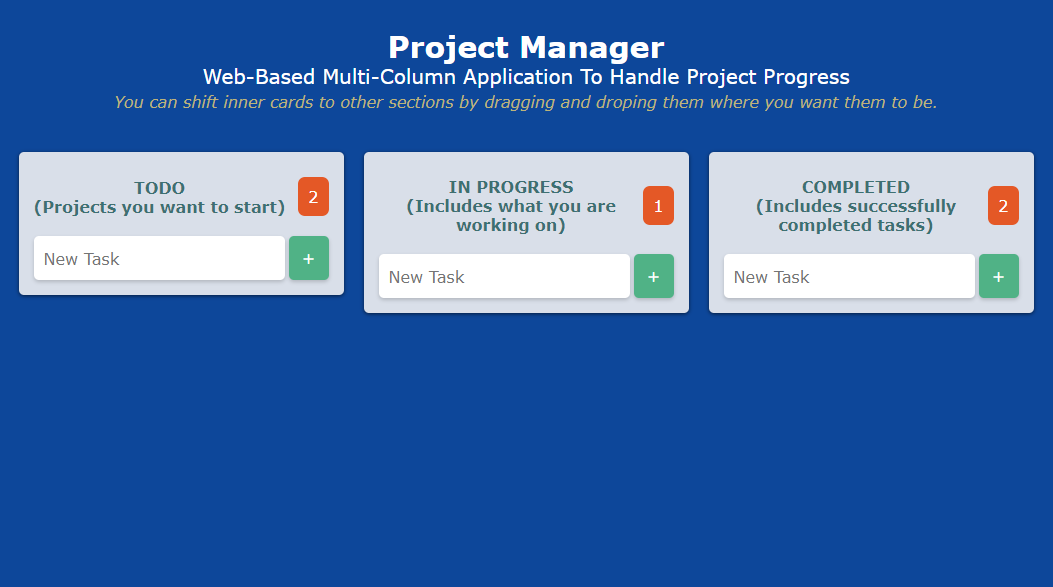 Project Manager
Web-Based Multi-Column Application To Handle Project Progress
You can shift inner cards to other sections by dragging and droping them where you want them to be.
TODO
(Projects you want to start)
2
New Task
+
IN PROGRESS
(Includes what you are
working on)
1
New Task
+
COMPLETED
(Includes successfully
completed tasks)
2
New Task
+